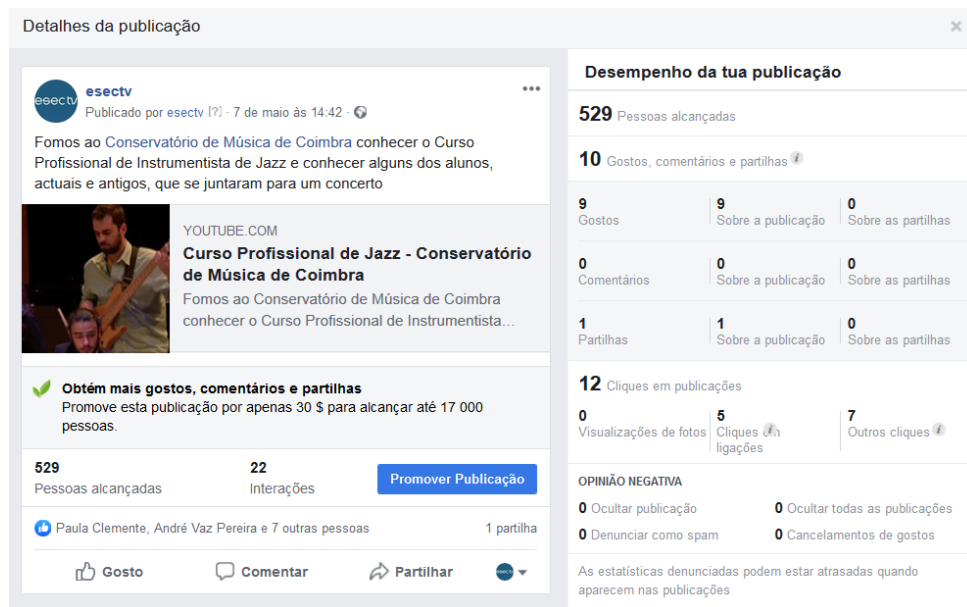 Detalhes da publicação
esectv
esectv
Publicado por esectv [?] · 7 de maio às 14:42 ·
Fomos ao Conservatório de Música de Coimbra conhecer o Curso
Profissional de Instrumentista de Jazz e conhecer alguns dos alunos,
actuais e antigos, que se juntaram para um concerto
YOUTUBE.COM
Curso Profissional de Jazz - Conservatório
de Música de Coimbra
Fomos ao Conservatório de Música de Coimbra
conhecer o Curso Profissional de Instrumentista...
Obtém mais gostos, comentários e partilhas
Promove esta publicação por apenas 30 $ para alcançar até 17 000
pessoas.
529 22
Pessoas alcançadas Interações
Promover Publicação
Paula Clemente, André Vaz Pereira e 7 outras pessoas 1 partilha
Gosto Comentar Partilhar esectv
Desempenho da tua publicação
529 Pessoas alcançadas
10 Gostos, comentários e partilhas
9 9 0
Gostos Sobre a publicação Sobre as partilhas
0 0 0
Comentários Sobre a publicação Sobre as partilhas
1 1 0
Partilhas Sobre a publicação Sobre as partilhas
12 Cliques em publicações
0 5 7
Visualizações de fotos Cliques em Outros cliques
ligações
OPINIÃO NEGATIVA
0 Ocultar publicação 0 Ocultar todas as publicações
0 Denunciar como spam 0 Cancelamentos de gostos
As estatísticas denunciadas podem estar atrasadas quando
aparecem nas publicações